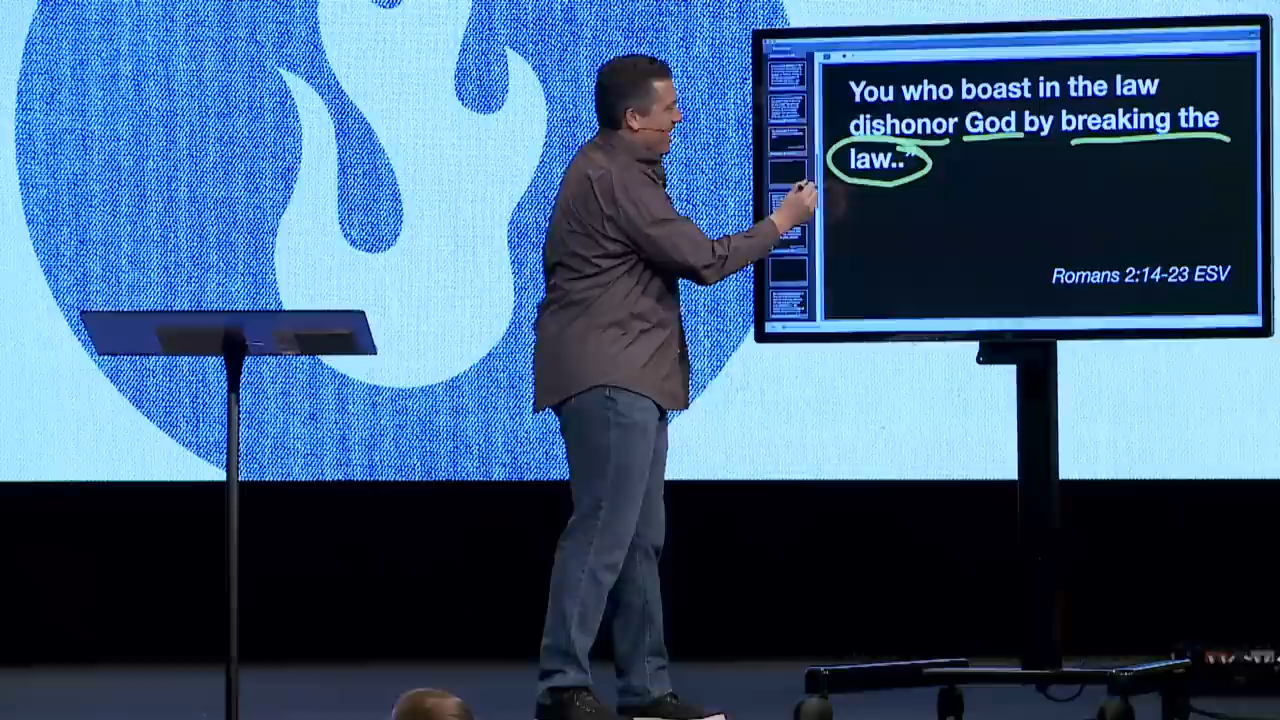 You who boast in the law
dishonor God by breaking the
law.."
Romans 2:14-23 ESV